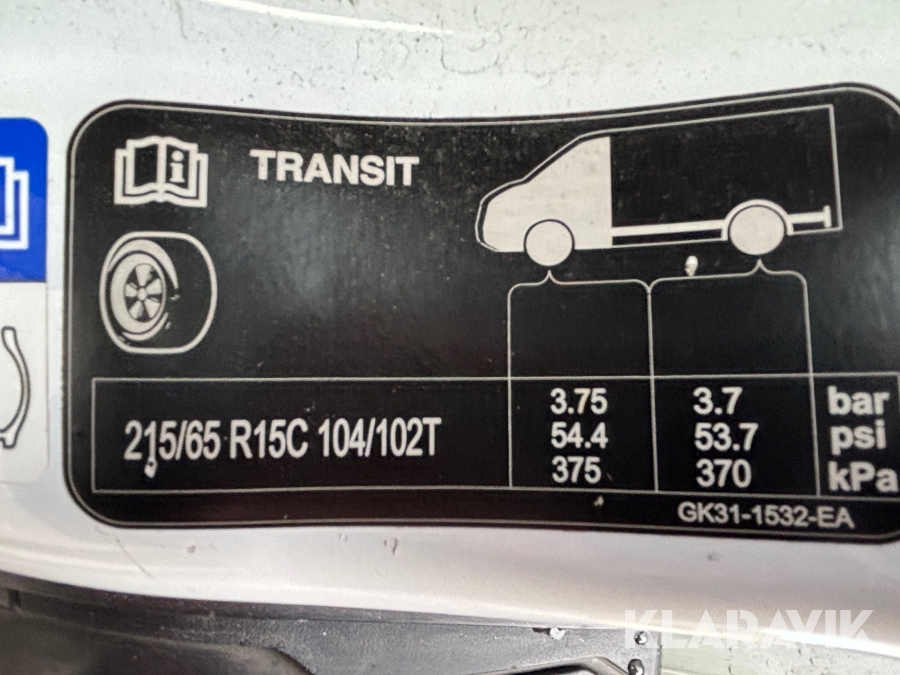 TRANSIT
215/65 R15C 104/102T
3.75 3.7 bar
54.4 53.7 psi
375 370 kPa
GK31-1532-EA
KLARAVIK